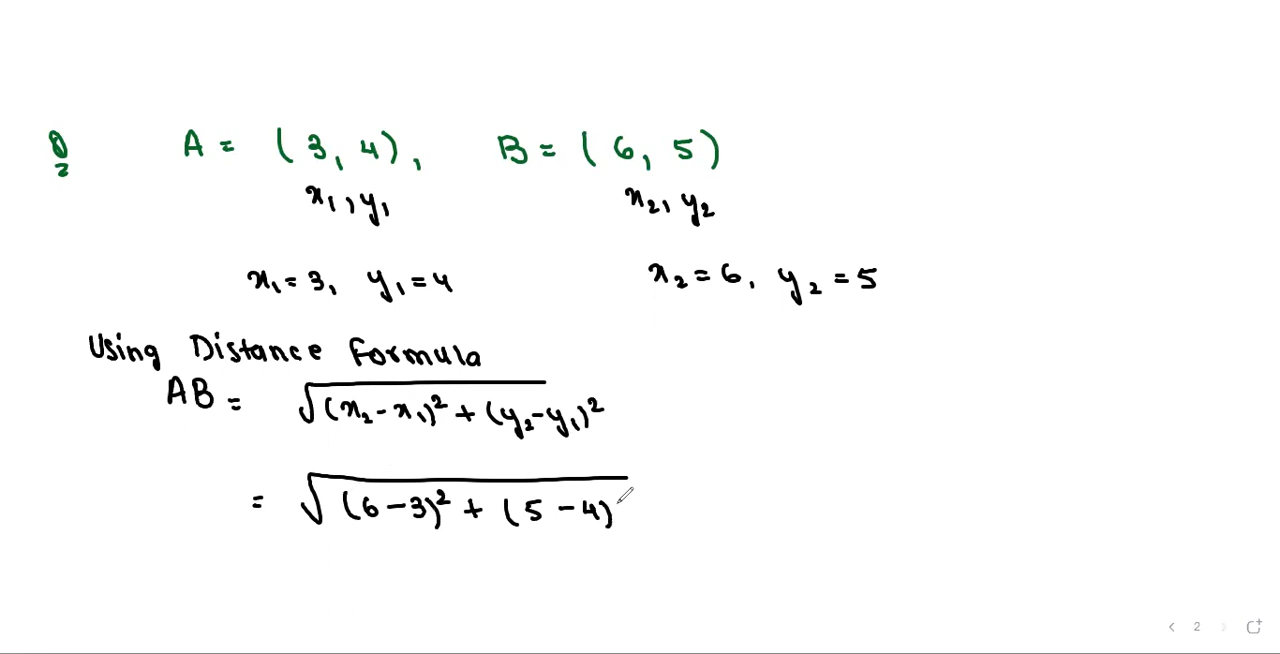 Q2 A = (3, 4), B = (6, 5)
x₁, y₁ x₂, y₂
x₁ = 3, y₁ = 4 x₂ = 6, y₂ = 5
Using Distance Formula
AB = √(x₂ - x₁)² + (y₂ - y₁)²
= √(6 - 3)² + (5 - 4)
< 2 >